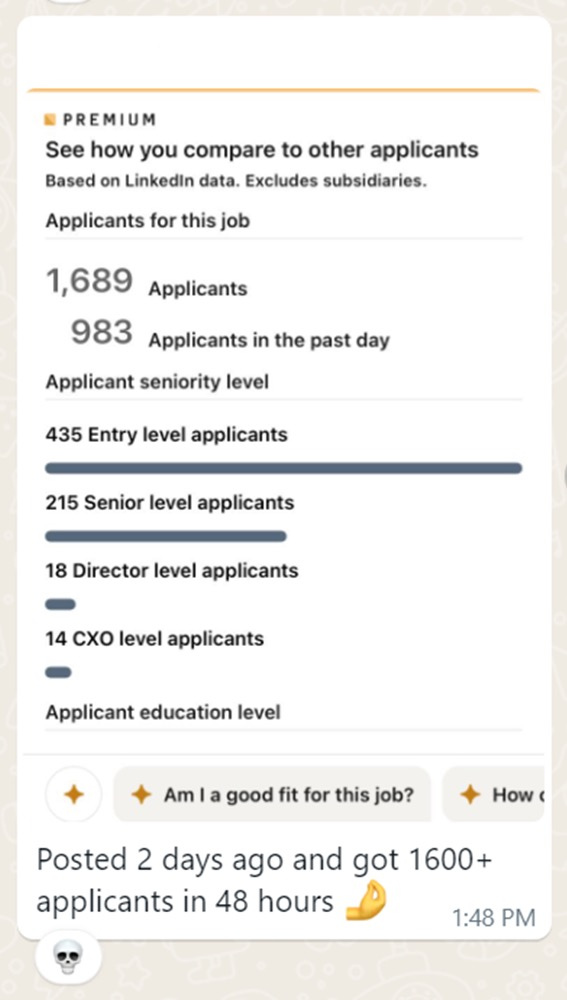 PREMIUM
See how you compare to other applicants
Based on LinkedIn data. Excludes subsidiaries.
Applicants for this job
1,689 Applicants
983 Applicants in the past day
Applicant seniority level
435 Entry level applicants
215 Senior level applicants
18 Director level applicants
14 CXO level applicants
Applicant education level
Am I a good fit for this job?
How
Posted 2 days ago and got 1600+
applicants in 48 hours 🤌
1:48 PM
💀